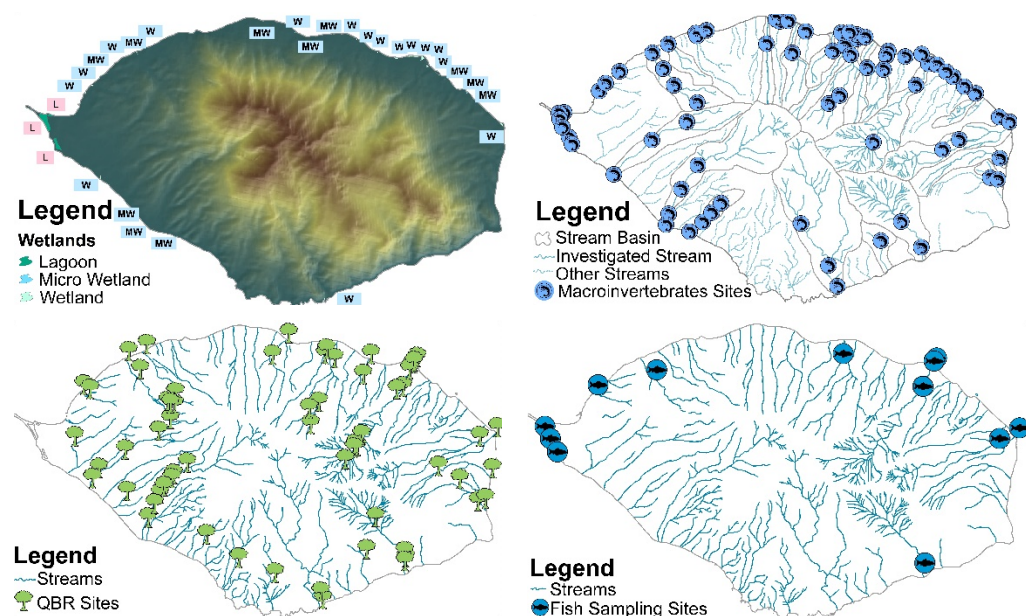 W MW W
W MW W
MW W
W MW W W W W
MW W
W MW
W MW
MW
L
L W
L
W
MW
MW
MW
W
Legend
Wetlands
Lagoon
Micro Wetland
Wetland
Legend
Stream Basin
Investigated Stream
Other Streams
Macroinvertebrates Sites
Legend
Streams
QBR Sites
Legend
Streams
Fish Sampling Sites